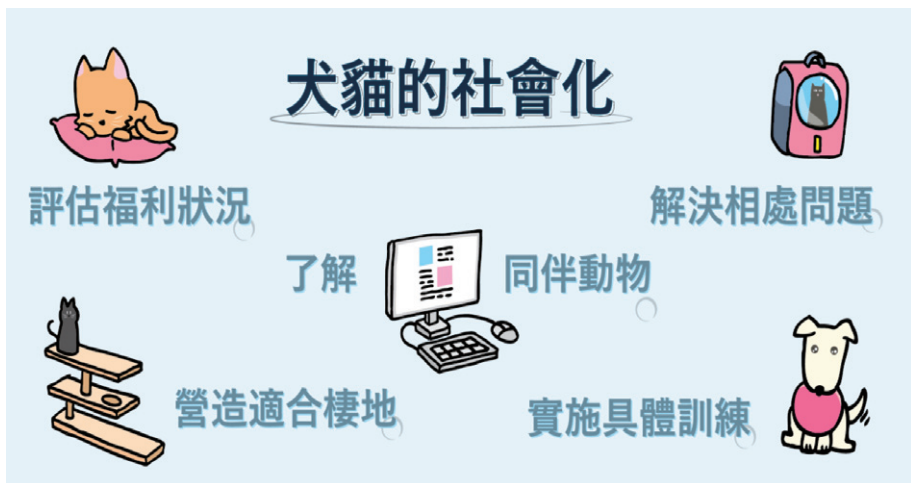 犬貓的社會化
評估福利狀況
解決相處問題
了解
同伴動物
營造適合棲地
實施具體訓練